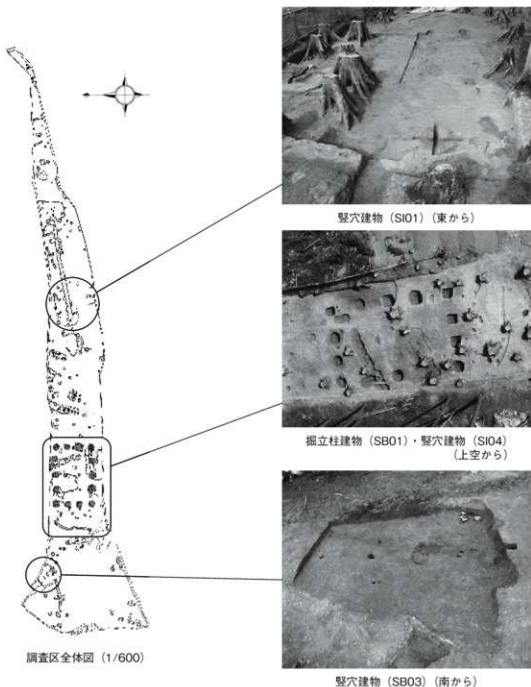 竪穴建物（SI01）（東から）
掘立柱建物（SB01）・竪穴建物（SI04）
（上空から）
竪穴建物（SB03）（南から）
調査区全体図（1/600）